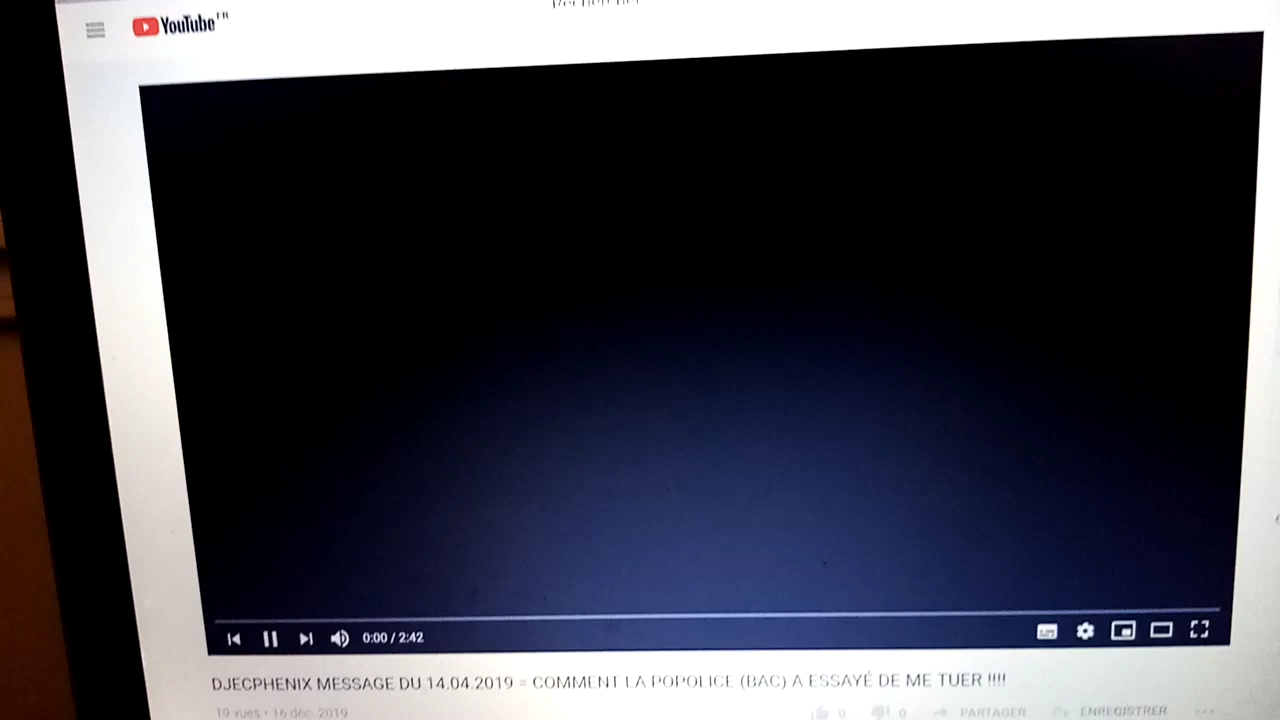 YouTube FR
0:00 / 2:42
DJECPHENIX MESSAGE DU 14.04.2019 = COMMENT LA POPOLICE (BAC) A ESSAYÉ DE ME TUER !!!!
19 vues • 16 déc. 2019 0 0 PARTAGER ENREGISTRER